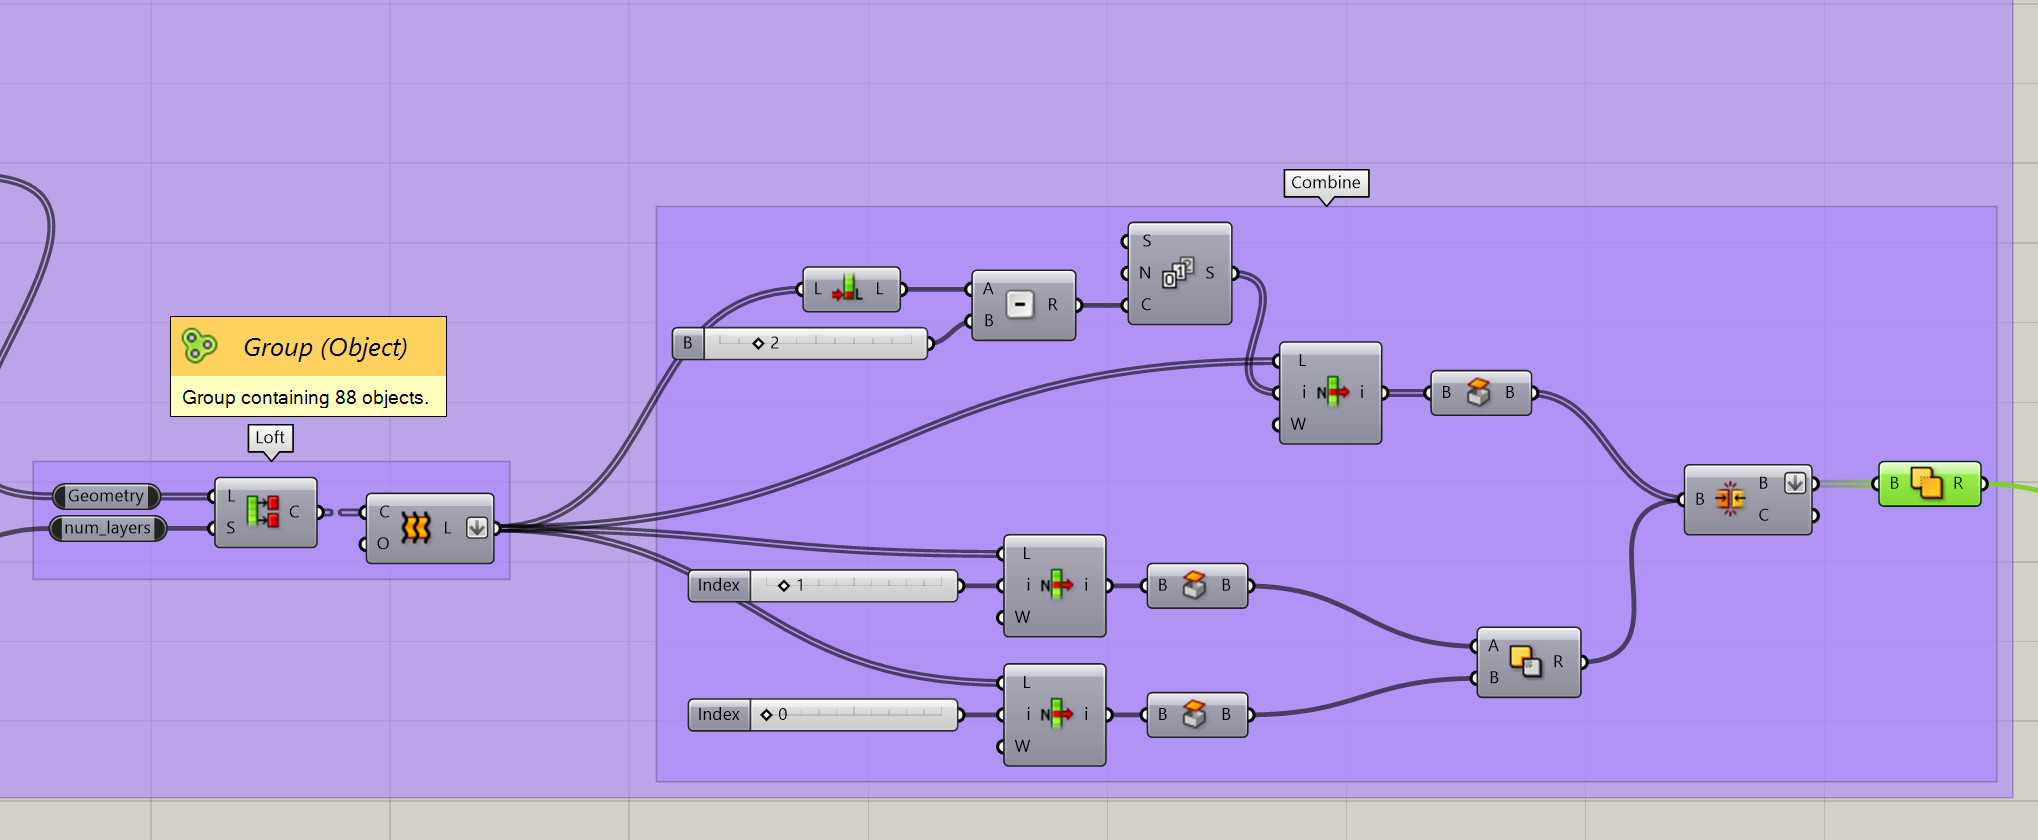 Combine
S
N S
C
L L
A
B R
B 2
L
i N i
W
B B
Group (Object)
Group containing 88 objects.
Loft
Geometry
num_layers
L
S C
C
O L
B B
C
B R
Index 1
L
i N i
W
B B
A
B R
Index 0
L
i N i
W
B B